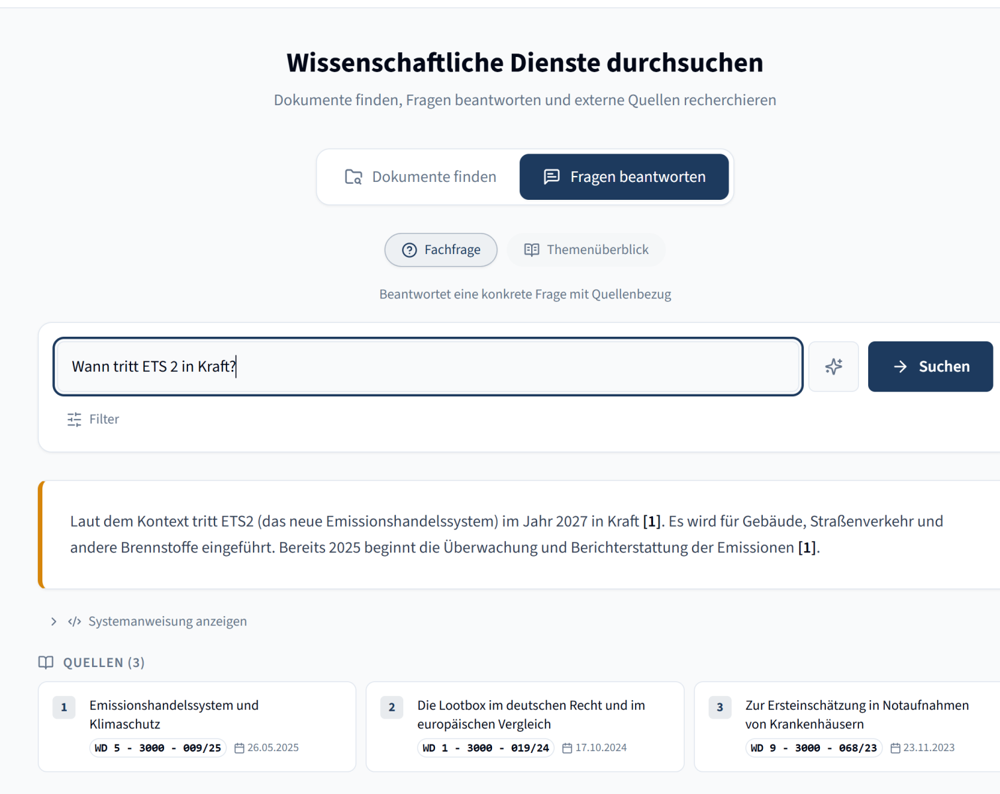 Wissenschaftliche Dienste durchsuchen
Dokumente finden, Fragen beantworten und externe Quellen recherchieren
Dokumente finden
Fragen beantworten
Fachfrage
Themenüberblick
Beantwortet eine konkrete Frage mit Quellenbezug
Wann tritt ETS 2 in Kraft?
Suchen
Filter
Laut dem Kontext tritt ETS2 (das neue Emissionshandelssystem) im Jahr 2027 in Kraft [1]. Es wird für Gebäude, Straßenverkehr und
andere Brennstoffe eingeführt. Bereits 2025 beginnt die Überwachung und Berichterstattung der Emissionen [1].
Systemanweisung anzeigen
QUELLEN (3)
1
Emissionshandelssystem und
Klimaschutz
WD 5 - 3000 - 009/25
26.05.2025
2
Die Lootbox im deutschen Recht und im
europäischen Vergleich
WD 1 - 3000 - 019/24
17.10.2024
3
Zur Ersteinschätzung in Notaufnahmen
von Krankenhäusern
WD 9 - 3000 - 068/23
23.11.2023